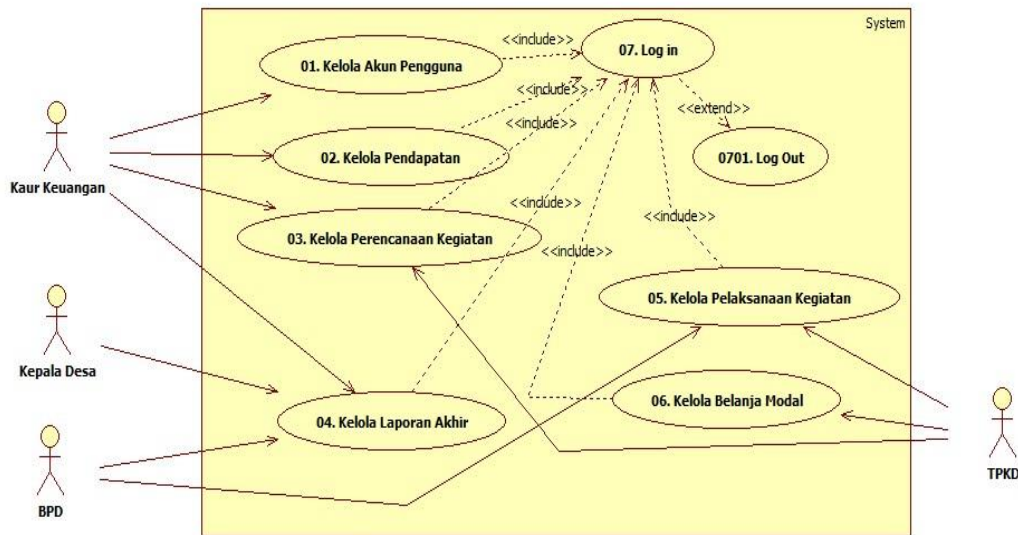 System
<<include>>
07. Log in
01. Kelola Akun Pengguna
<<include>>
<<extend>>
<<include>>
02. Kelola Pendapatan
0701. Log Out
Kaur Keuangan
<<include>>
03. Kelola Perencanaan Kegiatan
<<include>>
<<include>>
05. Kelola Pelaksanaan Kegiatan
Kepala Desa
06. Kelola Belanja Modal
04. Kelola Laporan Akhir
TPKD
BPD